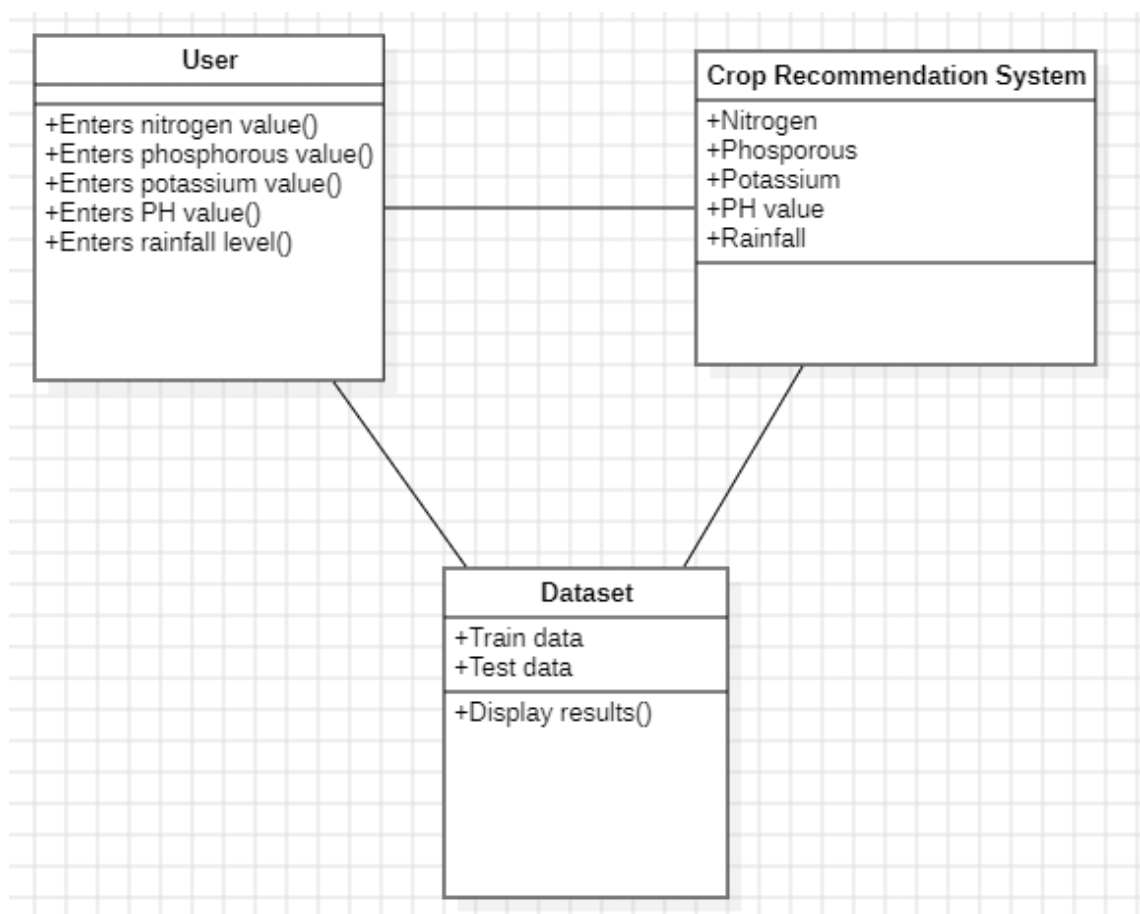 User
+Enters nitrogen value()
+Enters phosphorous value()
+Enters potassium value()
+Enters PH value()
+Enters rainfall level()
Crop Recommendation System
+Nitrogen
+Phosporous
+Potassium
+PH value
+Rainfall
Dataset
+Train data
+Test data
+Display results()